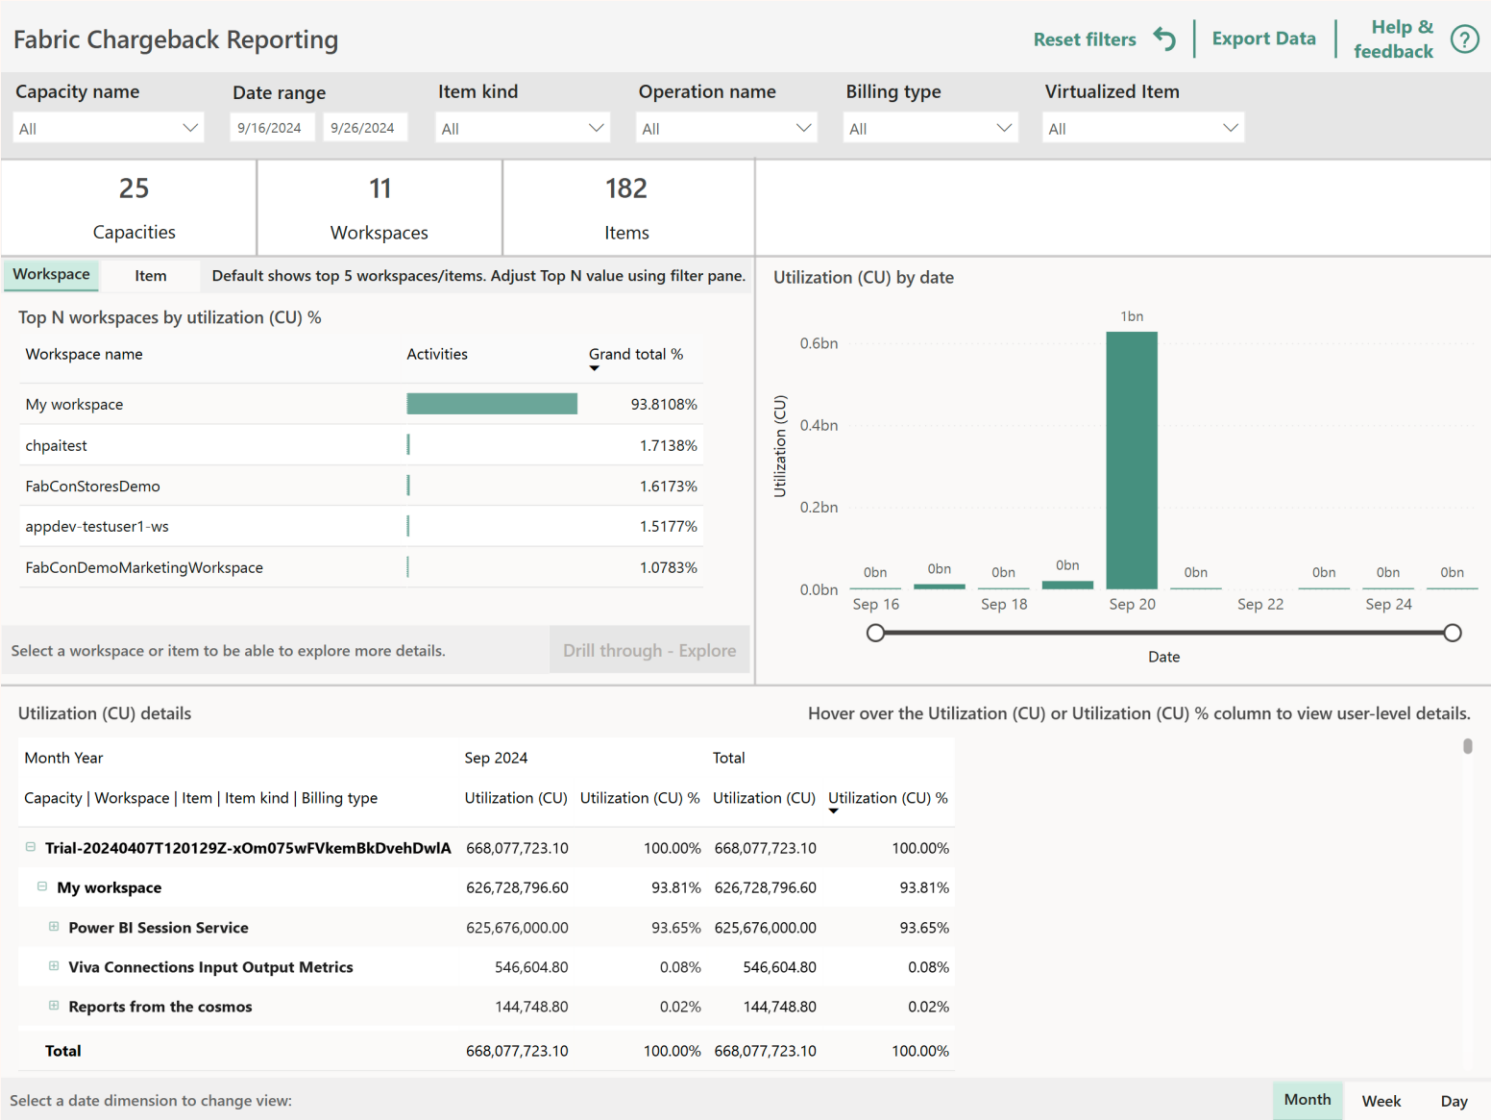 Fabric Chargeback Reporting
Reset filters
Export Data
Help &
feedback
?
Capacity name
Date range
Item kind
Operation name
Billing type
Virtualized Item
All
9/16/2024
9/26/2024
All
All
All
All
25
Capacities
11
Workspaces
182
Items
Workspace
Item
Default shows top 5 workspaces/items. Adjust Top N value using filter pane.
Top N workspaces by utilization (CU) %
Workspace name Activities Grand total %
My workspace 93.8108%
chpaitest 1.7138%
FabConStoresDemo 1.6173%
appdev-testuser1-ws 1.5177%
FabConDemoMarketingWorkspace 1.0783%
Select a workspace or item to be able to explore more details.
Drill through - Explore
Utilization (CU) by date
Utilization (CU)
0.6bn
0.4bn
0.2bn
0.0bn
0bn
0bn
0bn
0bn
1bn
0bn
0bn
0bn
0bn
Sep 16
Sep 18
Sep 20
Sep 22
Sep 24
Date
Utilization (CU) details
Hover over the Utilization (CU) or Utilization (CU) % column to view user-level details.
Month Year Sep 2024 Total
Capacity | Workspace | Item | Item kind | Billing type Utilization (CU) Utilization (CU) % Utilization (CU) Utilization (CU) %
Trial-20240407T120129Z-xOm075wFVkemBkDvehDwlA 668,077,723.10 100.00% 668,077,723.10 100.00%
My workspace 626,728,796.60 93.81% 626,728,796.60 93.81%
Power BI Session Service 625,676,000.00 93.65% 625,676,000.00 93.65%
Viva Connections Input Output Metrics 546,604.80 0.08% 546,604.80 0.08%
Reports from the cosmos 144,748.80 0.02% 144,748.80 0.02%
Total 668,077,723.10 100.00% 668,077,723.10 100.00%
Select a date dimension to change view:
Month
Week
Day